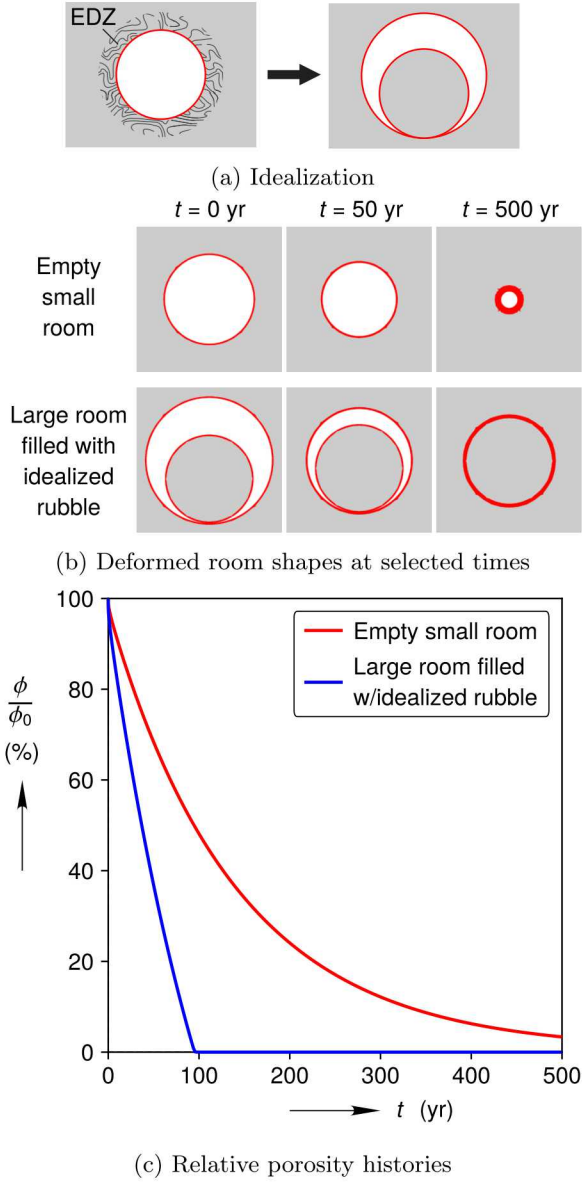 EDZ
(a) Idealization
t = 0 yr
t = 50 yr
t = 500 yr
Empty
small
room
Large room
filled with
idealized
rubble
(b) Deformed room shapes at selected times
100
80
60
40
20
0
ϕ
ϕ₀
(%)
Empty small room
Large room filled
w/idealized rubble
0
100
200
300
400
500
t (yr)
(c) Relative porosity histories